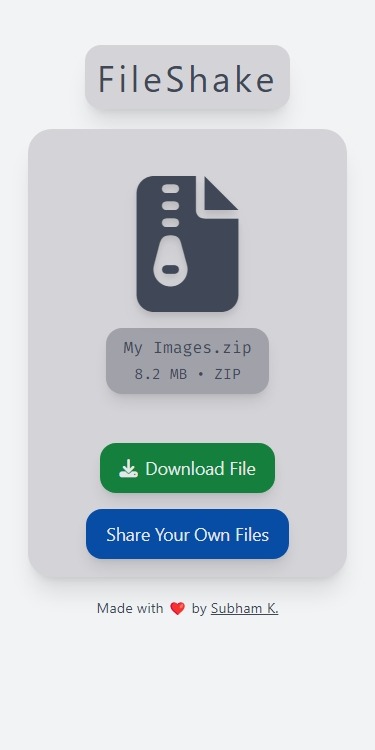 FileShake
My Images.zip
8.2 MB • ZIP
Download File
Share Your Own Files
Made with ❤️ by Subham K.